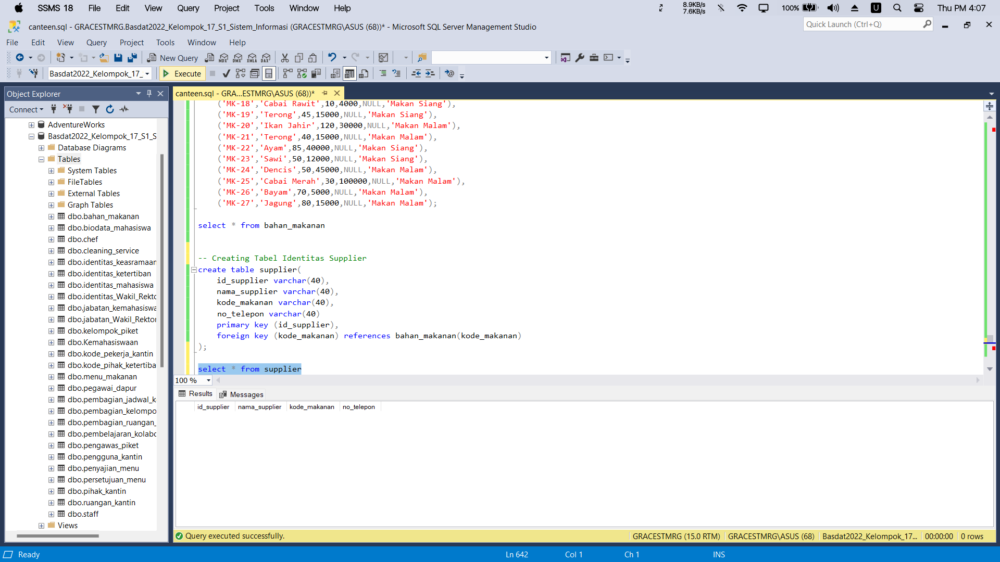 SSMS 18 File Edit View Query Project Tools Window Help 8.9KB/s 7.6KB/s 100% U Thu PM 4:07
canteen.sql - GRACESTMRG.Basdat2022_Kelompok_17_S1_Sistem_Informasi (GRACESTMRG\ASUS (68))* - Microsoft SQL Server Management Studio
Quick Launch (Ctrl+Q)
File Edit View Query Project Tools Window Help
New Query MDX DMX XMLA DAX
Basdat2022_Kelompok_17_ Execute
Object Explorer
Connect
AdventureWorks
Basdat2022_Kelompok_17_S1_S
Database Diagrams
Tables
System Tables
FileTables
External Tables
Graph Tables
dbo.bahan_makanan
dbo.biodata_mahasiswa
dbo.chef
dbo.cleaning_service
dbo.identitas_keasramaan
dbo.identitas_ketertiban
dbo.identitas_mahasiswa
dbo.identitas_Wakil_Rekto
dbo.jabatan_kemahasiswa
dbo.jabatan_Wakil_Rektor
dbo.kelompok_piket
dbo.Kemahasiswaan
dbo.kode_pekerja_kantin
dbo.kode_pihak_ketertiba
dbo.menu_makanan
dbo.pegawai_dapur
dbo.pembagian_jadwal_k
dbo.pembagian_kelompo
dbo.pembagian_ruangan_
dbo.pembelajaran_kolabo
dbo.pengawas_piket
dbo.pengguna_kantin
dbo.penyajian_menu
dbo.persetujuan_menu
dbo.pihak_kantin
dbo.ruangan_kantin
dbo.staff
Views
canteen.sql - GRA...ESTMRG\ASUS (68))*
('MK-18','Cabai Rawit',10,4000,NULL,'Makan Siang'),
('MK-19','Terong',45,15000,NULL,'Makan Siang'),
('MK-20','Ikan Jahir',120,30000,NULL,'Makan Malam'),
('MK-21','Terong',40,15000,NULL,'Makan Malam'),
('MK-22','Ayam',85,40000,NULL,'Makan Siang'),
('MK-23','Sawi',50,12000,NULL,'Makan Siang'),
('MK-24','Dencis',50,45000,NULL,'Makan Malam'),
('MK-25','Cabai Merah',30,100000,NULL,'Makan Malam'),
('MK-26','Bayam',70,5000,NULL,'Makan Malam'),
('MK-27','Jagung',80,15000,NULL,'Makan Malam');
select * from bahan_makanan
-- Creating Tabel Identitas Supplier
create table supplier(
id_supplier varchar(40),
nama_supplier varchar(40),
kode_makanan varchar(40),
no_telepon varchar(40)
primary key (id_supplier),
foreign key (kode_makanan) references bahan_makanan(kode_makanan)
);
select * from supplier
100 %
Results Messages
id_supplier nama_supplier kode_makanan no_telepon
Query executed successfully. GRACESTMRG (15.0 RTM) GRACESTMRG\ASUS (68) Basdat2022_Kelompok_17... 00:00:00 0 rows
Ready Ln 642 Col 1 Ch 1 INS